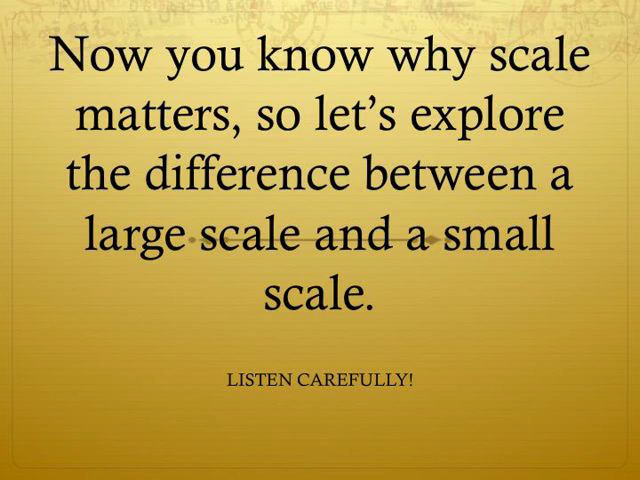 Now you know why scale
matters, so let’s explore
the difference between a
large scale and a small
scale.
LISTEN CAREFULLY!